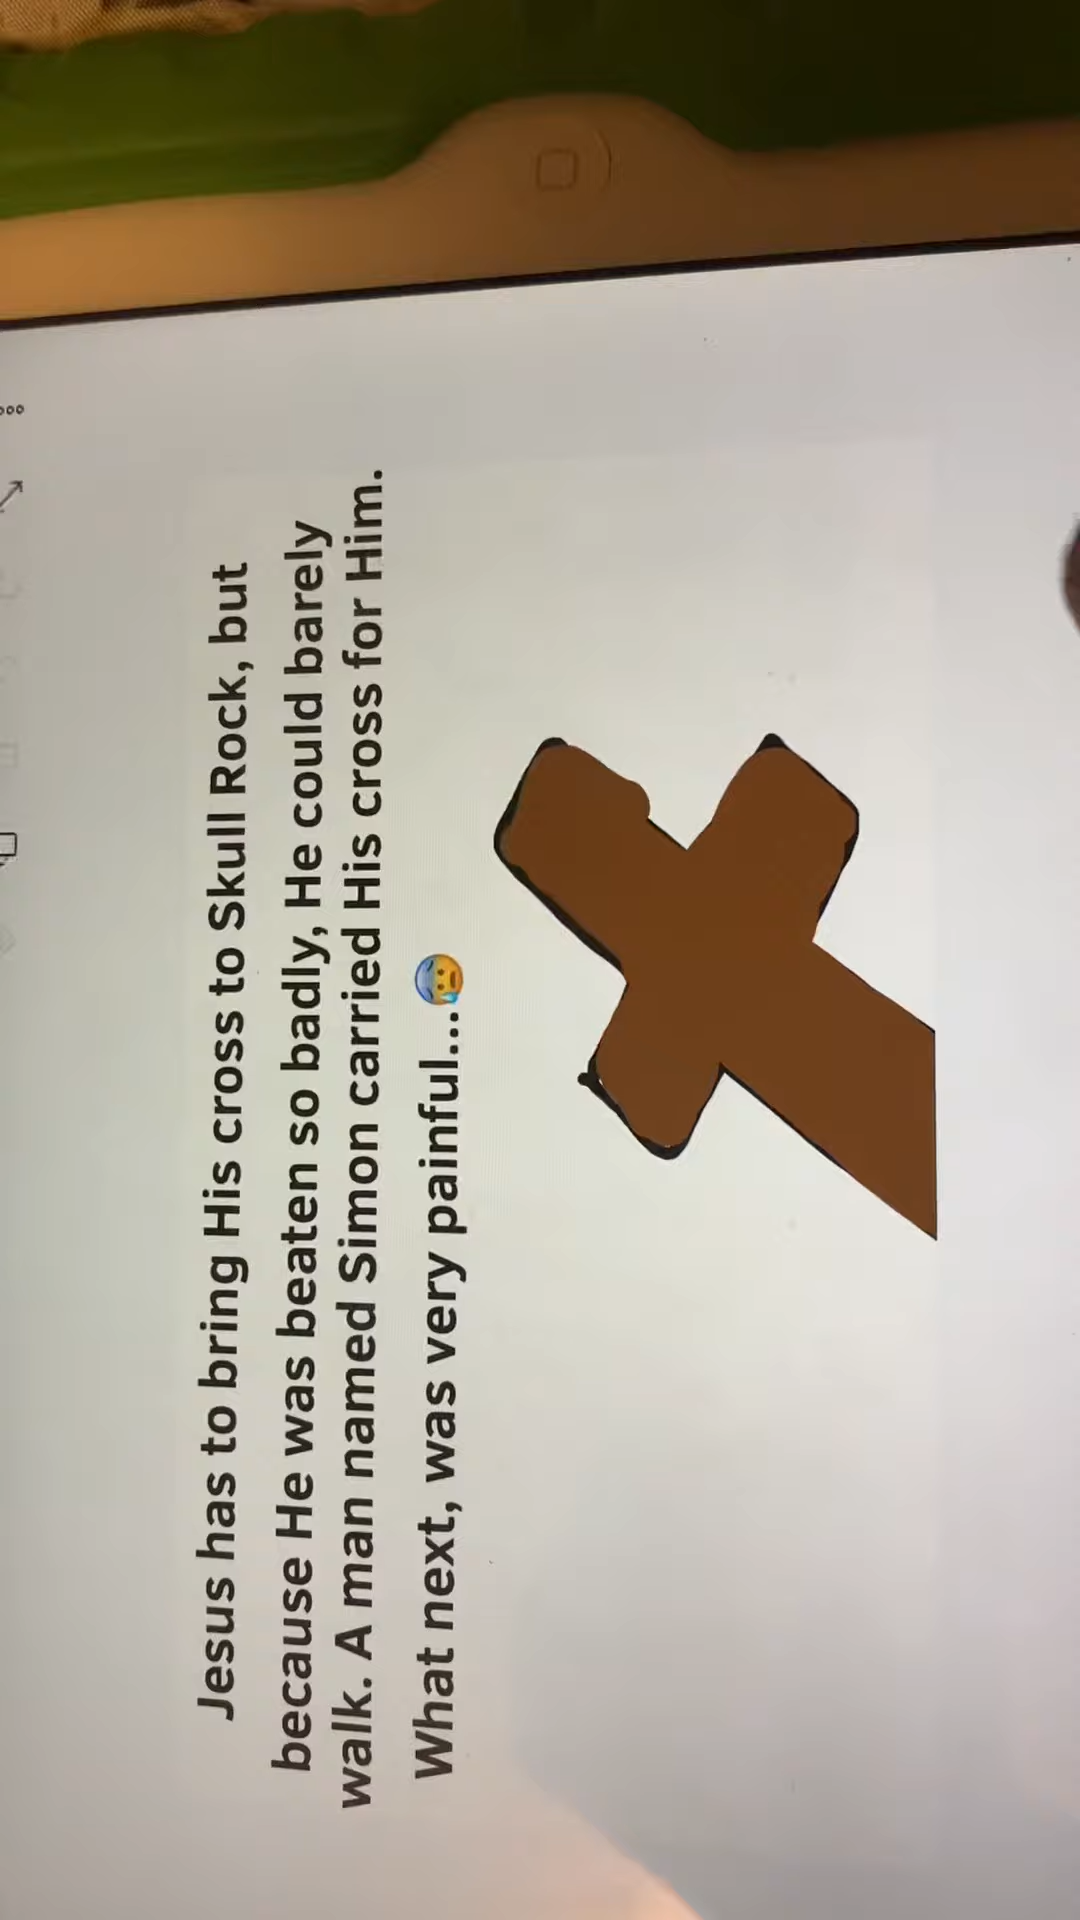 Jesus has to bring His cross to Skull Rock, but
because He was beaten so badly, He could barely
walk. A man named Simon carried His cross for Him.
What next, was very painful...😰